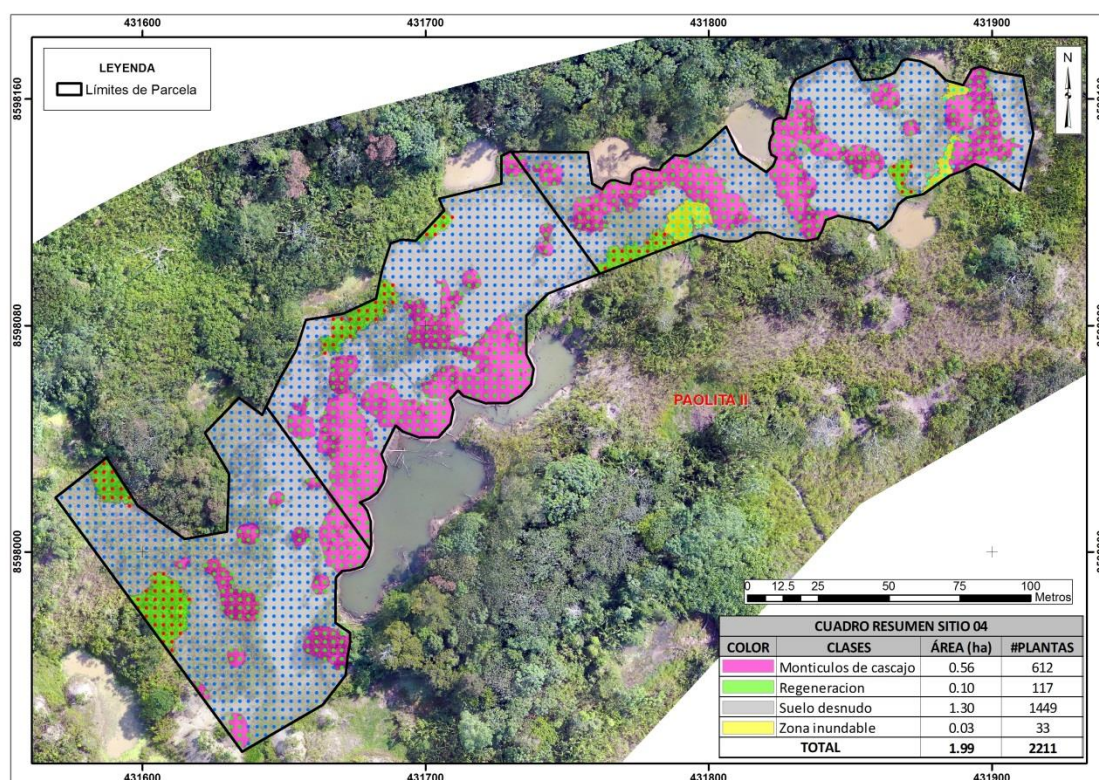 431600 431700 431800 431900
LEYENDA
Límites de Parcela
N
8598160 8598160
8598080 8598080
PAOLITA II
8598000 8598000
0 12.5 25 50 75 100
Metros
CUADRO RESUMEN SITIO 04
COLOR CLASES ÁREA (ha) #PLANTAS
Monticulos de cascajo 0.56 612
Regeneracion 0.10 117
Suelo desnudo 1.30 1449
Zona inundable 0.03 33
TOTAL 1.99 2211
431600 431700 431800 431900